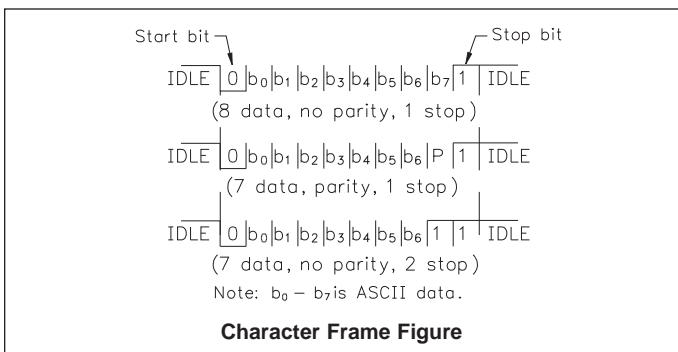 Start bit Stop bit
IDLE 0 b₀ b₁ b₂ b₃ b₄ b₅ b₆ b₇ 1 IDLE
(8 data, no parity, 1 stop)
IDLE 0 b₀ b₁ b₂ b₃ b₄ b₅ b₆ P 1 IDLE
(7 data, parity, 1 stop)
IDLE 0 b₀ b₁ b₂ b₃ b₄ b₅ b₆ 1 1 IDLE
(7 data, no parity, 2 stop)
Note: b₀ – b₇ is ASCII data.
Character Frame Figure